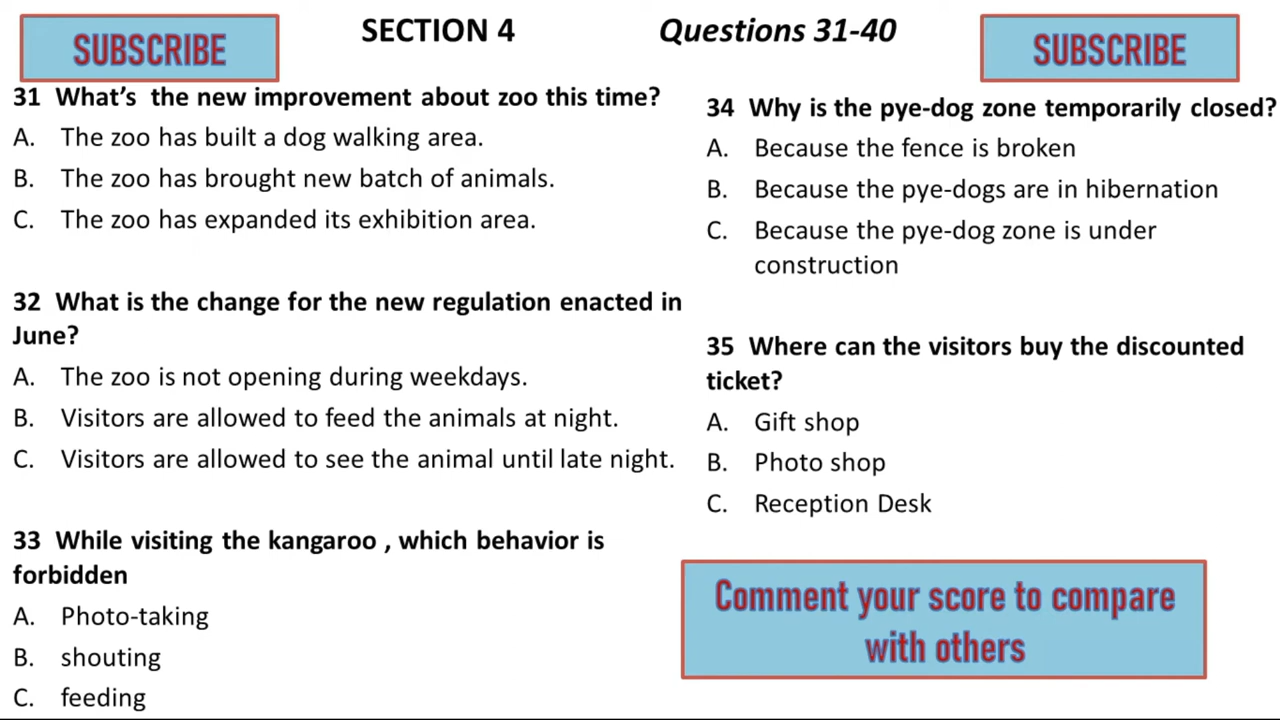 SUBSCRIBE
SECTION 4
Questions 31-40
SUBSCRIBE
31 What's the new improvement about zoo this time?
A. The zoo has built a dog walking area.
B. The zoo has brought new batch of animals.
C. The zoo has expanded its exhibition area.
32 What is the change for the new regulation enacted in
June?
A. The zoo is not opening during weekdays.
B. Visitors are allowed to feed the animals at night.
C. Visitors are allowed to see the animal until late night.
33 While visiting the kangaroo , which behavior is
forbidden
A. Photo-taking
B. shouting
C. feeding
34 Why is the pye-dog zone temporarily closed?
A. Because the fence is broken
B. Because the pye-dogs are in hibernation
C. Because the pye-dog zone is under
construction
35 Where can the visitors buy the discounted
ticket?
A. Gift shop
B. Photo shop
C. Reception Desk
Comment your score to compare
with others